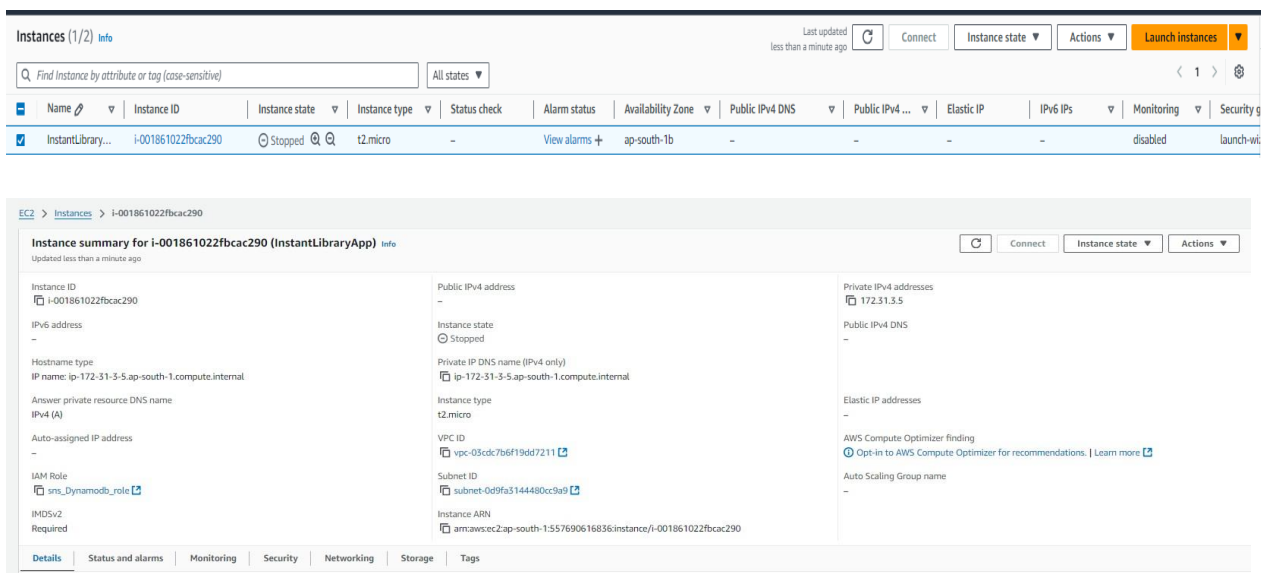 Instances (1/2) Info
Last updated
less than a minute ago
Connect
Instance state
Actions
Launch instances
Find Instance by attribute or tag (case-sensitive)
All states
1
Name
Instance ID
Instance state
Instance type
Status check
Alarm status
Availability Zone
Public IPv4 DNS
Public IPv4 ...
Elastic IP
IPv6 IPs
Monitoring
Security g
InstantLibrary...
i-001861022fbcac290
Stopped
t2.micro
–
View alarms +
ap-south-1b
–
–
–
–
disabled
launch-wi
EC2 > Instances > i-001861022fbcac290
Instance summary for i-001861022fbcac290 (InstantLibraryApp) Info
Updated less than a minute ago
Connect
Instance state
Actions
Instance ID
i-001861022fbcac290
Public IPv4 address
–
Private IPv4 addresses
172.31.3.5
IPv6 address
–
Instance state
Stopped
Public IPv4 DNS
–
Hostname type
IP name: ip-172-31-3-5.ap-south-1.compute.internal
Private IP DNS name (IPv4 only)
ip-172-31-3-5.ap-south-1.compute.internal
Answer private resource DNS name
IPv4 (A)
Instance type
t2.micro
Elastic IP addresses
–
Auto-assigned IP address
–
VPC ID
vpc-03cdc7b6f19dd7211
AWS Compute Optimizer finding
Opt-in to AWS Compute Optimizer for recommendations. | Learn more
IAM Role
sns_Dynamodb_role
Subnet ID
subnet-0d9fa3144480cc9a9
Auto Scaling Group name
–
IMDSv2
Required
Instance ARN
arn:aws:ec2:ap-south-1:557690616836:instance/i-001861022fbcac290
Details
Status and alarms
Monitoring
Security
Networking
Storage
Tags